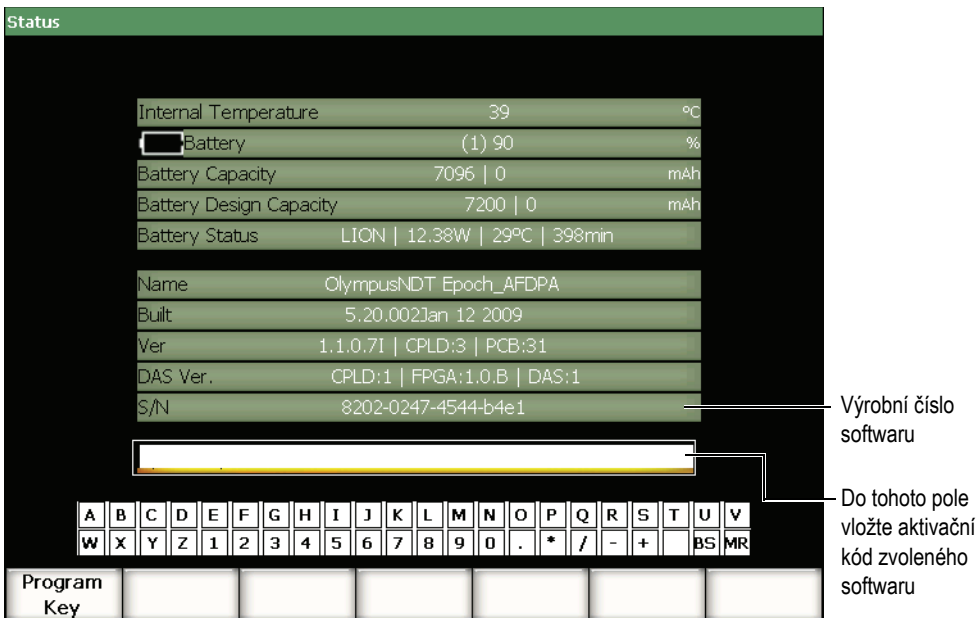 Status
Internal Temperature 39 ºC
Battery (1) 90 %
Battery Capacity 7096 | 0 mAh
Battery Design Capacity 7200 | 0 mAh
Battery Status LION | 12.38W | 29ºC | 398min
Name OlympusNDT Epoch_AFDPA
Built 5.20.002Jan 12 2009
Ver 1.1.0.7I | CPLD:3 | PCB:31
DAS Ver. CPLD:1 | FPGA:1.0.B | DAS:1
S/N 8202-0247-4544-b4e1
Výrobní číslo
softwaru
Do tohoto pole
vložte aktivační
kód zvoleného
softwaru
A B C D E F G H I J K L M N O P Q R S T U V
W X Y Z 1 2 3 4 5 6 7 8 9 0 . * / - + BS MR
Program
Key